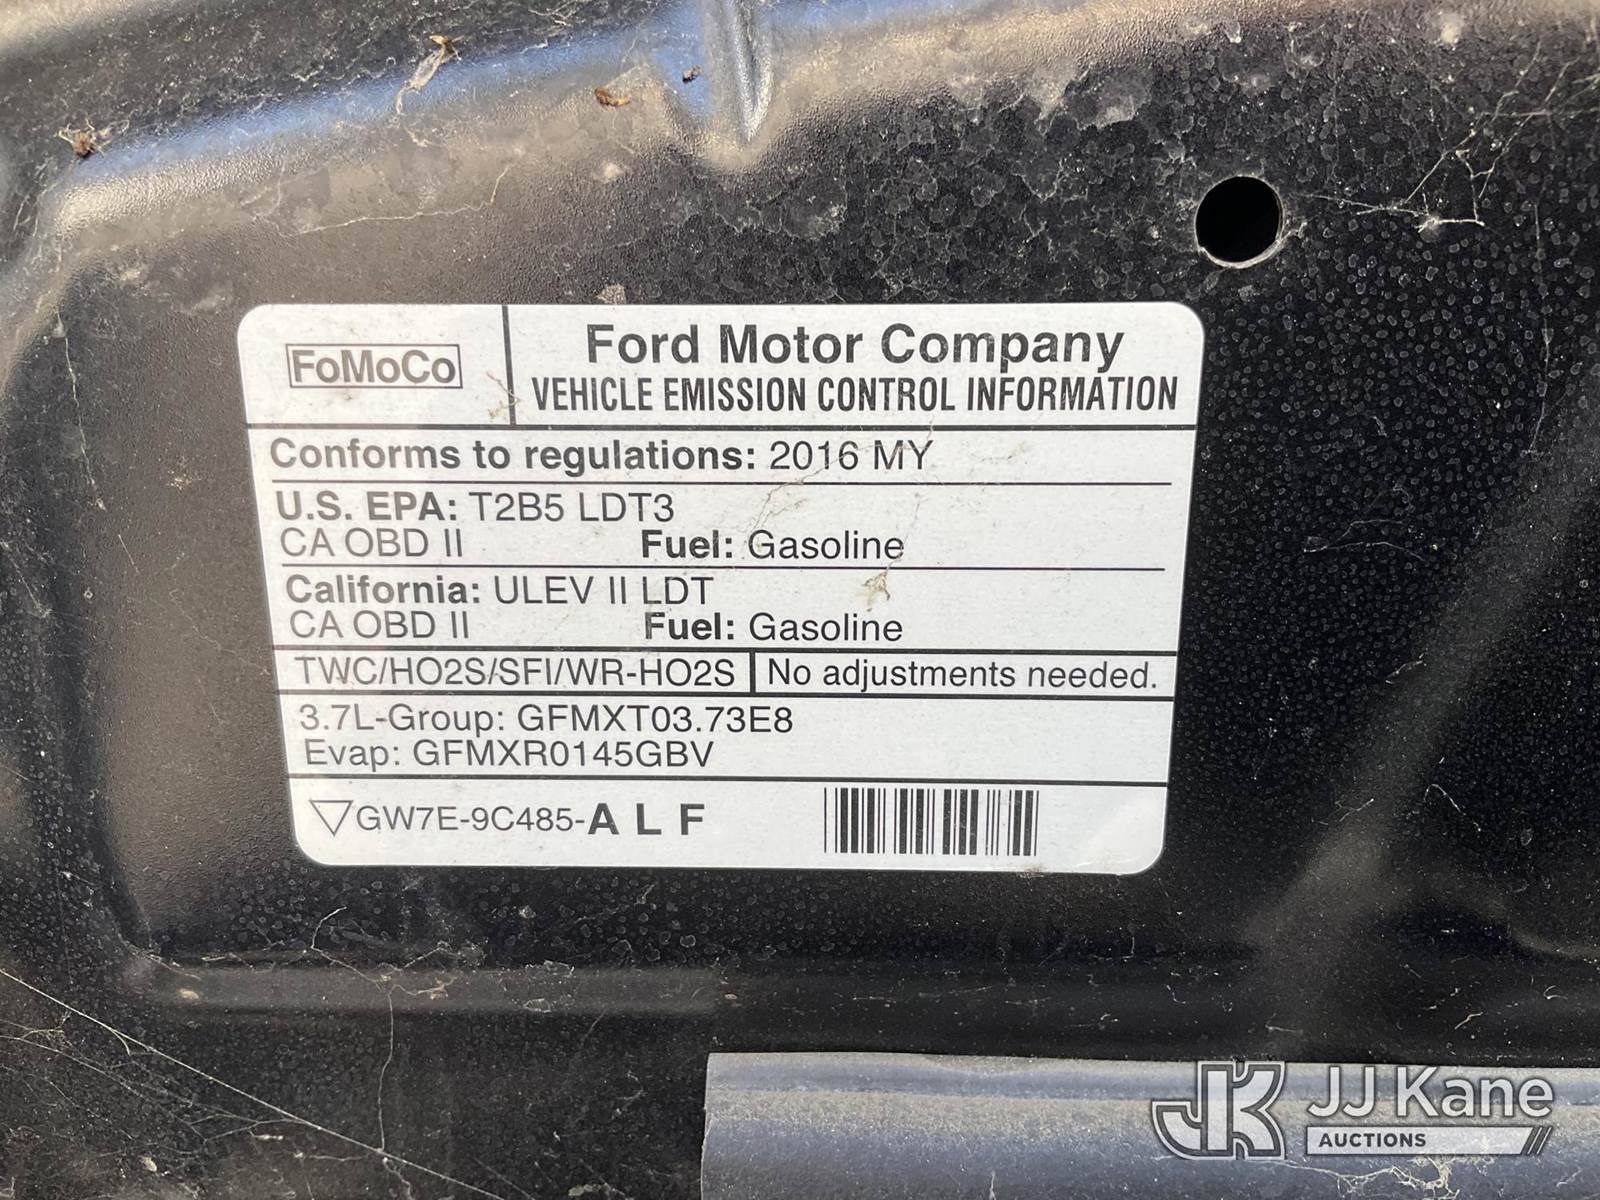 FoMoCo
Ford Motor Company
VEHICLE EMISSION CONTROL INFORMATION
Conforms to regulations: 2016 MY
U.S. EPA: T2B5 LDT3
CA OBD II Fuel: Gasoline
California: ULEV II LDT
CA OBD II Fuel: Gasoline
TWC/HO2S/SFI/WR-HO2S No adjustments needed.
3.7L-Group: GFMXT03.73E8
Evap: GFMXR0145GBV
GW7E-9C485-A L F
JK JJ Kane
AUCTIONS